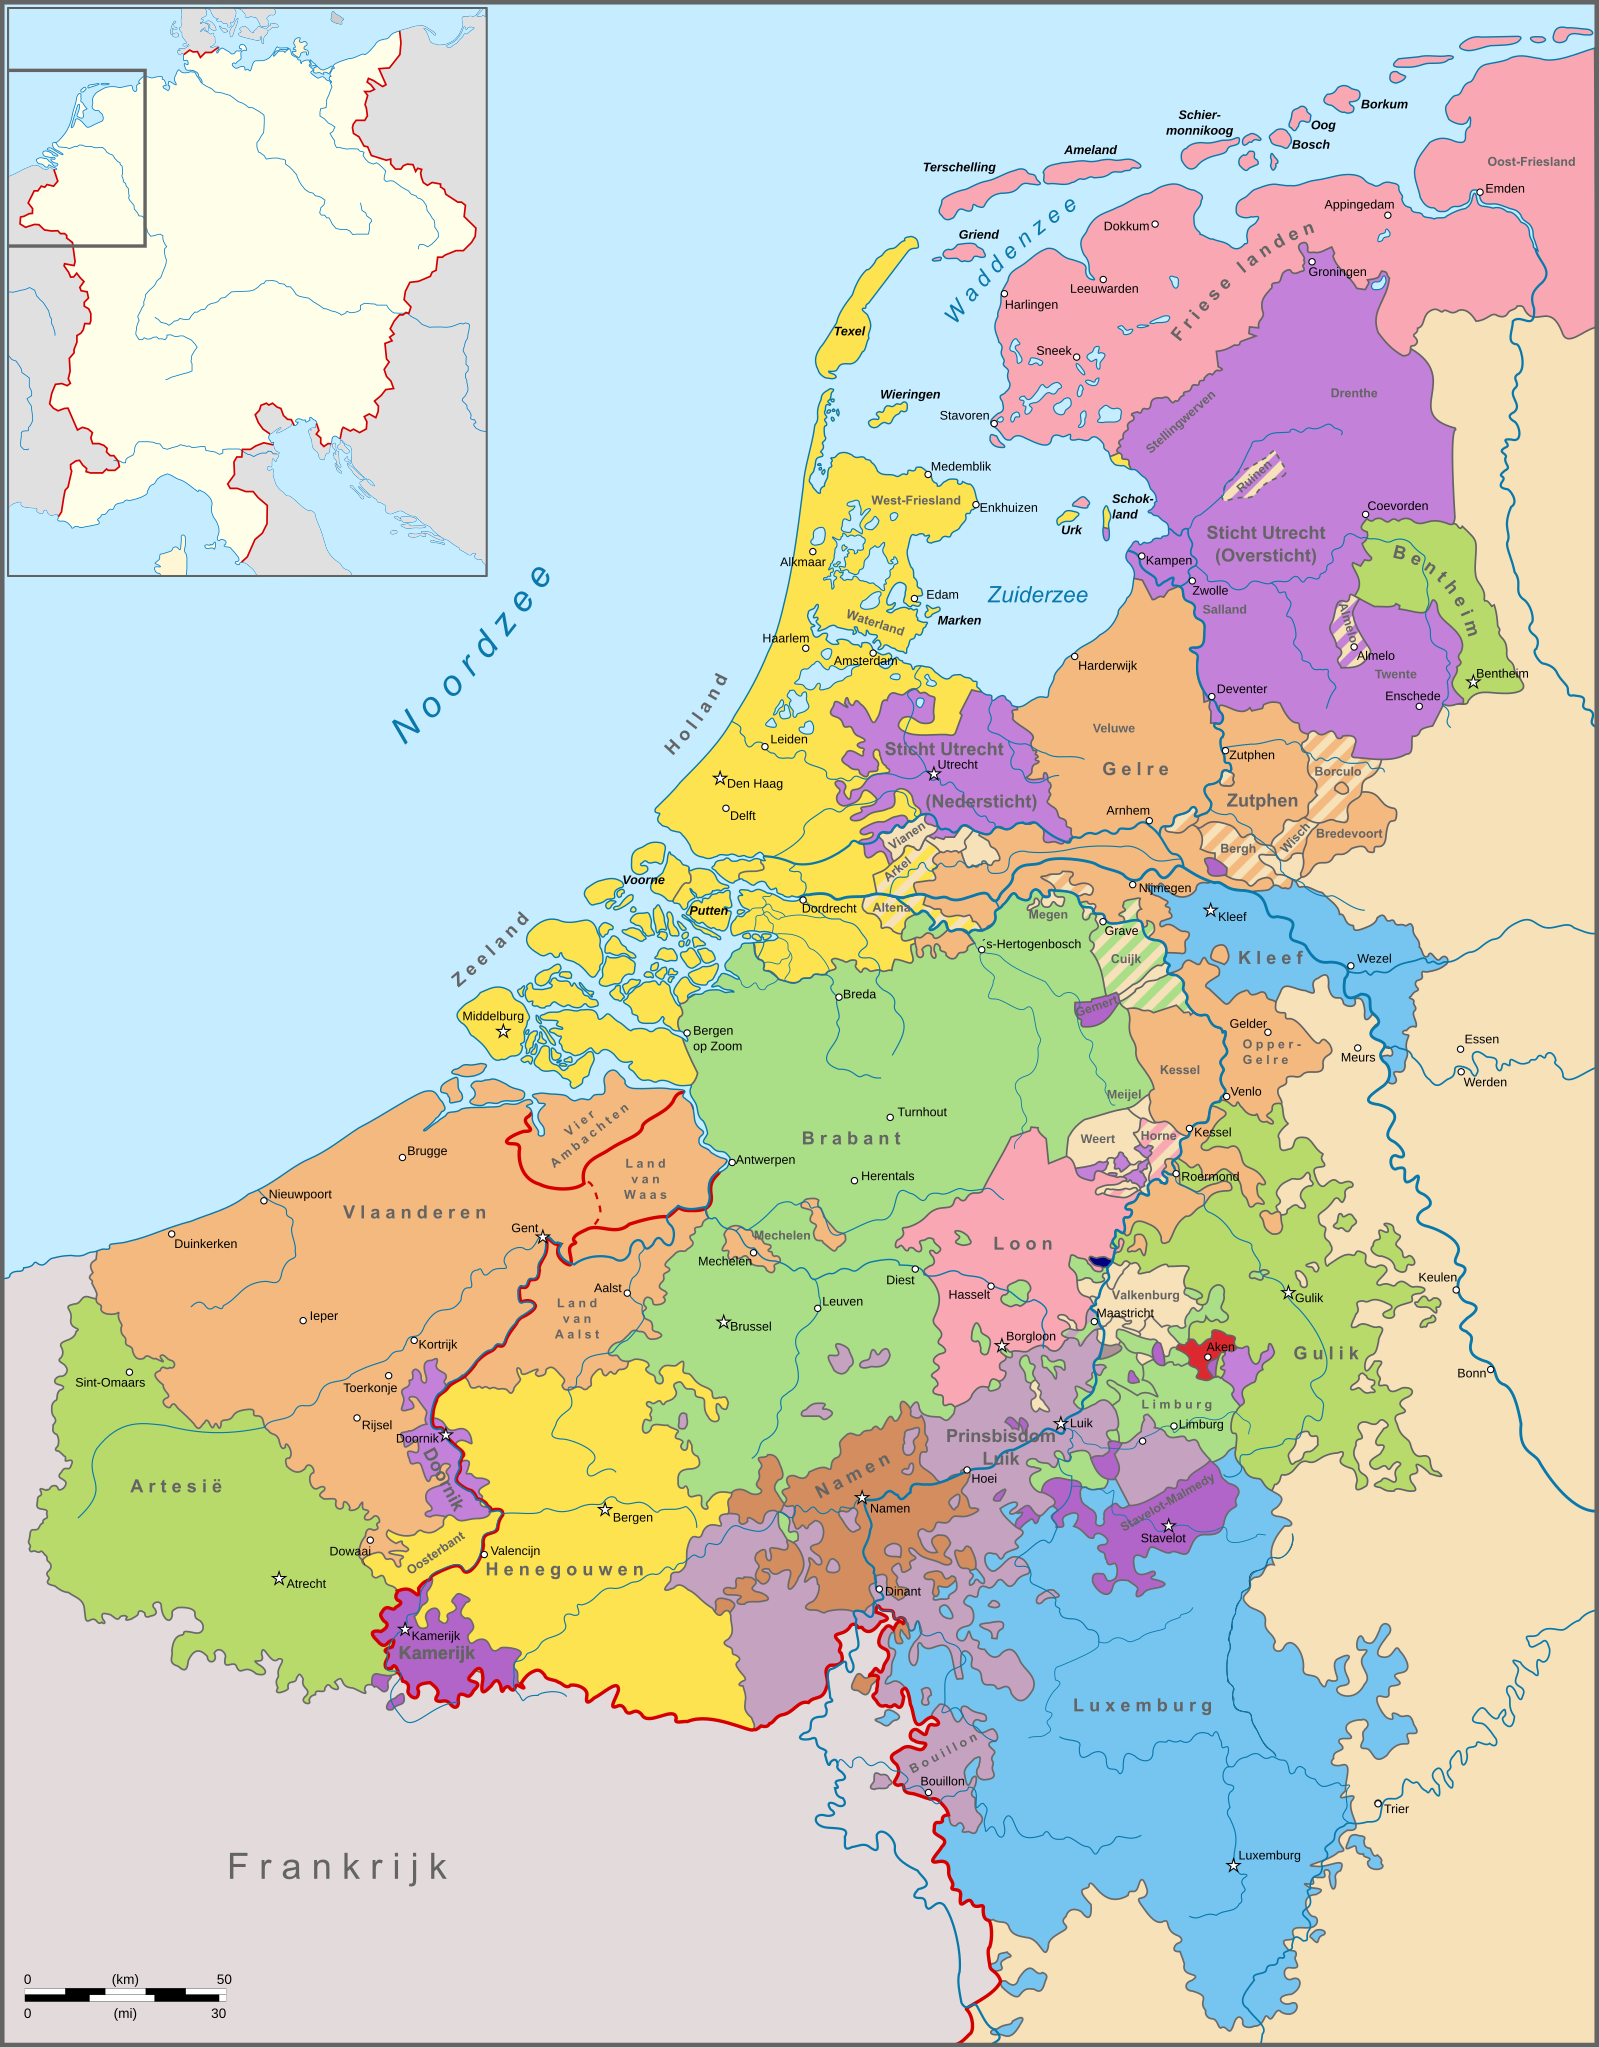 Borkum
Schier-
monnikoog
Oog
Bosch
Ameland
Terschelling
Oost-Friesland
Emden
Appingedam
Dokkum
Griend
Waddenzee
Friese landen
Groningen
Leeuwarden
Harlingen
Texel
Sneek
Wieringen
Stavoren
Drenthe
Stellingwerven
Medemblik
Ruinen
West-Friesland
Enkhuizen
Schok-
land
Urk
Coevorden
Sticht Utrecht
(Oversticht)
Bentheim
Alkmaar
Kampen
Zwolle
Noordzee
Zuiderzee
Edam
Marken
Waterland
Salland
Almelo
Almelo
Haarlem
Amsterdam
Harderwijk
Twente
Bentheim
Enschede
Deventer
Holland
Leiden
Veluwe
Sticht Utrecht
Utrecht
Gelre
Zutphen
Borculo
Den Haag
(Nedersticht)
Zutphen
Delft
Arnhem
Vianen
Wisch
Bredevoort
Bergh
Arkel
Voorne
Nijmegen
Putten
Dordrecht
Altena
Megen
Kleef
Grave
Zeeland
's-Hertogenbosch
Cuijk
Kleef
Wezel
Breda
Gemert
Middelburg
Bergen
op Zoom
Gelder
Opper-
Gelre
Meurs
Essen
Werden
Kessel
Meijel
Venlo
Vier
Ambachten
Turnhout
Brabant
Weert
Horne
Kessel
Brugge
Land
van
Waas
Antwerpen
Herentals
Roermond
Nieuwpoort
Vlaanderen
Gent
Duinkerken
Mechelen
Mechelen
Loon
Aalst
Diest
Hasselt
Valkenburg
Keulen
Gulik
Land
van
Aalst
Leuven
Maastricht
Ieper
Brussel
Borgloon
Kortrijk
Aken
Gulik
Sint-Omaars
Toerkonje
Bonn
Rijsel
Limburg
Luik
Limburg
Doornik
Doornik
Prinsbisdom
Luik
Artesië
Namen
Hoei
Namen
Stavelot-Malmedy
Stavelot
Bergen
Dowaai
Oosterbant
Valencijn
Henegouwen
Atrecht
Dinant
Kamerijk
Kamerijk
Luxemburg
Bouillon
Bouillon
Trier
Luxemburg
Frankrijk
0 (km) 50
0 (mi) 30